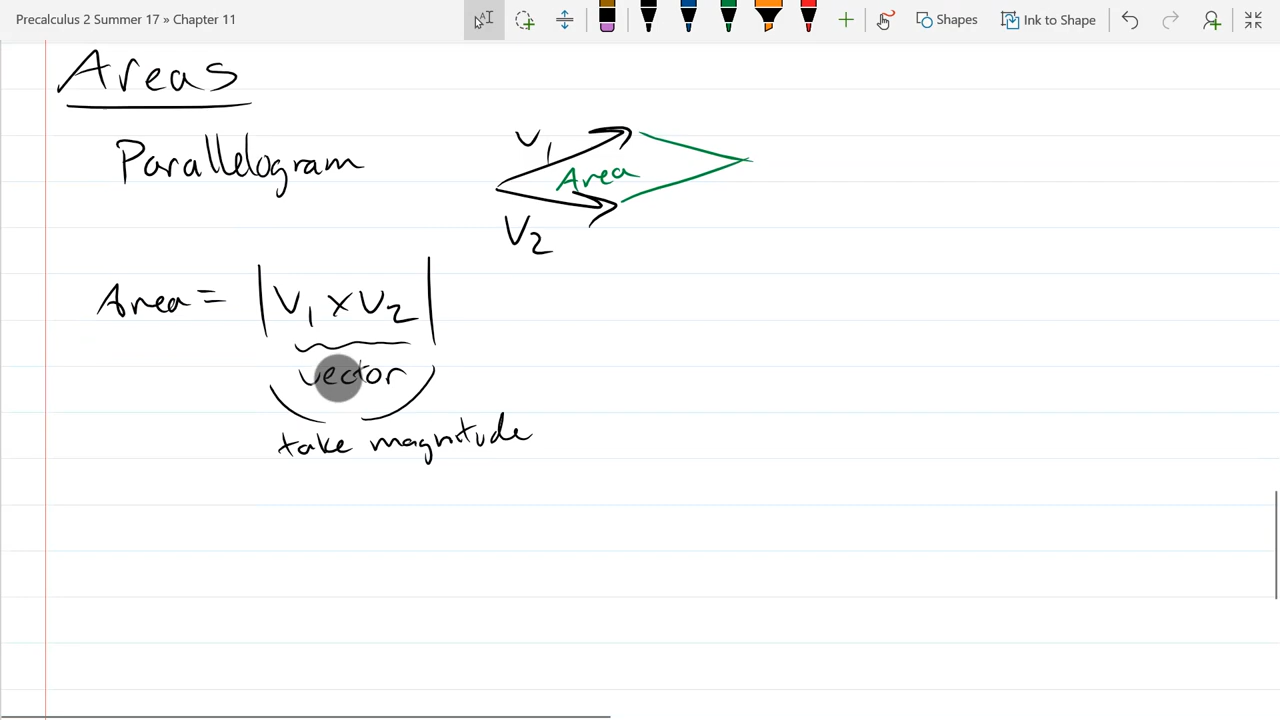 Precalculus 2 Summer 17 » Chapter 11
Shapes
Ink to Shape
Areas
Parallelogram
V1
Area
V2
Area = |V1 × V2|
vector
take magnitude